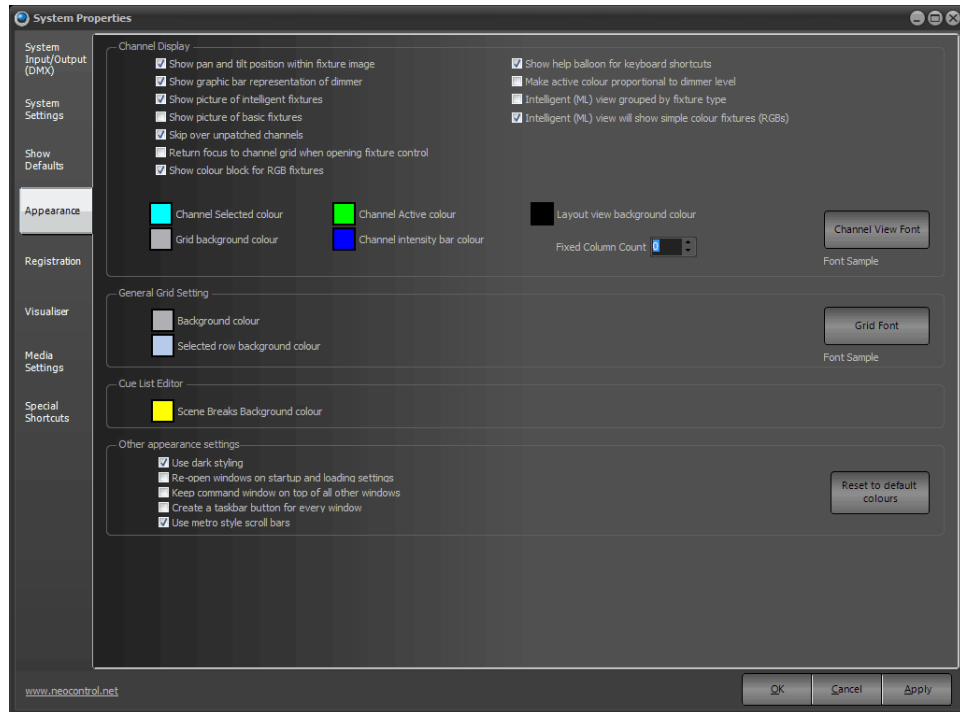 System Properties
System
Input/Output
(DMX)
System
Settings
Show
Defaults
Appearance
Registration
Visualiser
Media
Settings
Special
Shortcuts
Channel Display
Show pan and tilt position within fixture image
Show graphic bar representation of dimmer
Show picture of intelligent fixtures
Show picture of basic fixtures
Skip over unpatched channels
Return focus to channel grid when opening fixture control
Show colour block for RGB fixtures
Show help balloon for keyboard shortcuts
Make active colour proportional to dimmer level
Intelligent (ML) view grouped by fixture type
Intelligent (ML) view will show simple colour fixtures (RGBs)
Channel Selected colour
Channel Active colour
Layout view background colour
Grid background colour
Channel intensity bar colour
Fixed Column Count 0
Channel View Font
Font Sample
General Grid Setting
Background colour
Selected row background colour
Grid Font
Font Sample
Cue List Editor
Scene Breaks Background colour
Other appearance settings
Use dark styling
Re-open windows on startup and loading settings
Keep command window on top of all other windows
Create a taskbar button for every window
Use metro style scroll bars
Reset to default
colours
www.neocontrol.net
OK
Cancel
Apply